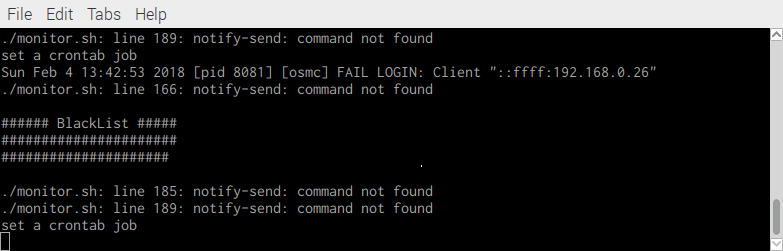 File Edit Tabs Help
./monitor.sh: line 189: notify-send: command not found
set a crontab job
Sun Feb 4 13:42:53 2018 [pid 8081] [osmc] FAIL LOGIN: Client "::ffff:192.168.0.26"
./monitor.sh: line 166: notify-send: command not found
###### BlackList #####
######################
#####################
./monitor.sh: line 185: notify-send: command not found
./monitor.sh: line 189: notify-send: command not found
set a crontab job